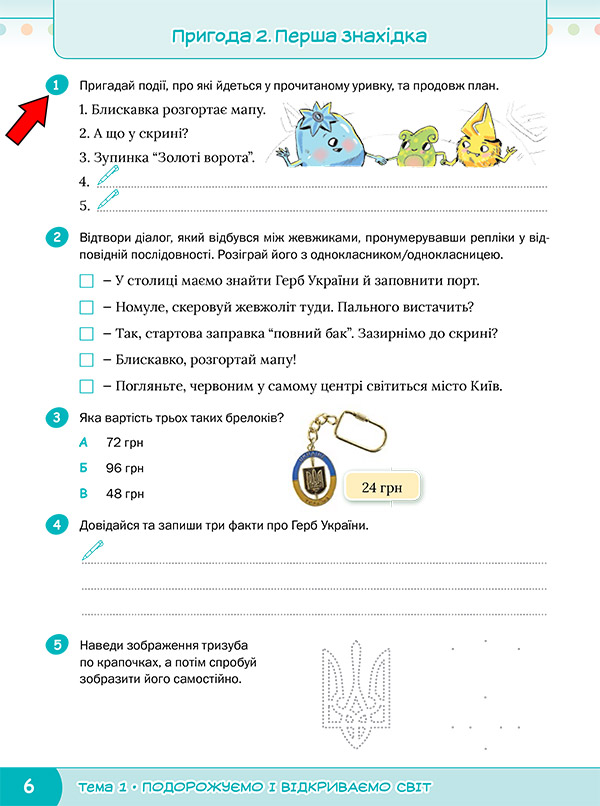 Пригода 2. Перша знахідка
1 Пригадай події, про які йдеться у прочитаному уривку, та продовж план.
1. Блискавка розгортає мапу.
2. А що у скрині?
3. Зупинка “Золоті ворота”.
4.
5.
2 Відтвори діалог, який відбувся між жевжиками, пронумерувавши репліки у від-
повідній послідовності. Розіграй його з однокласником/однокласницею.
– У столиці маємо знайти Герб України й заповнити порт.
– Номуле, скеровуй жевжоліт туди. Пального вистачить?
– Так, стартова заправка “повний бак”. Зазирнімо до скрині?
– Блискавко, розгортай мапу!
– Погляньте, червоним у самому центрі світиться місто Київ.
3 Яка вартість трьох таких брелоків?
А 72 грн
Б 96 грн
В 48 грн
24 грн
4 Довідайся та запиши три факти про Герб України.
5 Наведи зображення тризуба
по крапочках, а потім спробуй
зобразити його самостійно.
6 Тема 1 • ПОДОРОЖУЄМО І ВІДКРИВАЄМО СВІТ